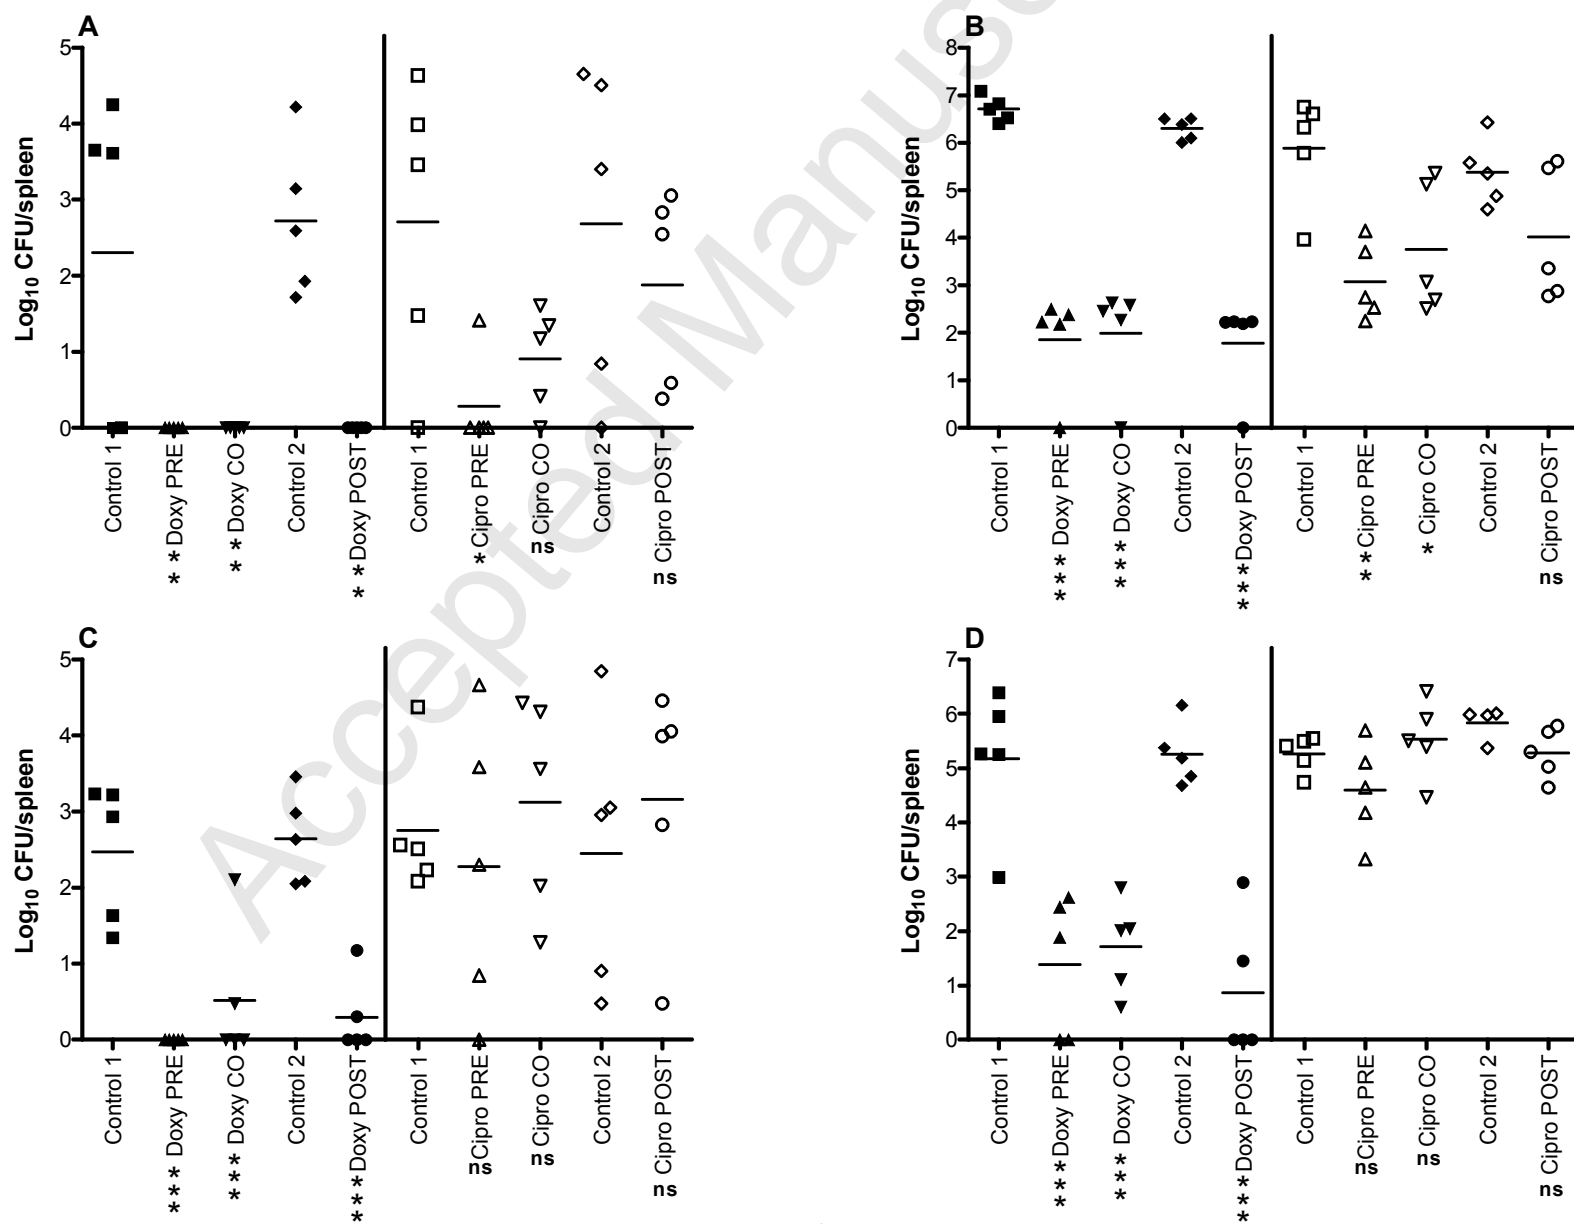 A
Log10 CFU/spleen
5
4
3
2
1
0
Control 1
** Doxy PRE
** Doxy CO
Control 2
** Doxy POST
Control 1
* Cipro PRE
ns Cipro CO
Control 2
ns Cipro POST
B
Log10 CFU/spleen
8
7
6
5
4
3
2
1
0
Control 1
*** Doxy PRE
*** Doxy CO
Control 2
*** Doxy POST
Control 1
** Cipro PRE
* Cipro CO
Control 2
ns Cipro POST
C
Log10 CFU/spleen
5
4
3
2
1
0
Control 1
*** Doxy PRE
*** Doxy CO
Control 2
*** Doxy POST
Control 1
ns Cipro PRE
ns Cipro CO
Control 2
ns Cipro POST
D
Log10 CFU/spleen
7
6
5
4
3
2
1
0
Control 1
*** Doxy PRE
*** Doxy CO
Control 2
*** Doxy POST
Control 1
ns Cipro PRE
ns Cipro CO
Control 2
ns Cipro POST
Accepted Manusc